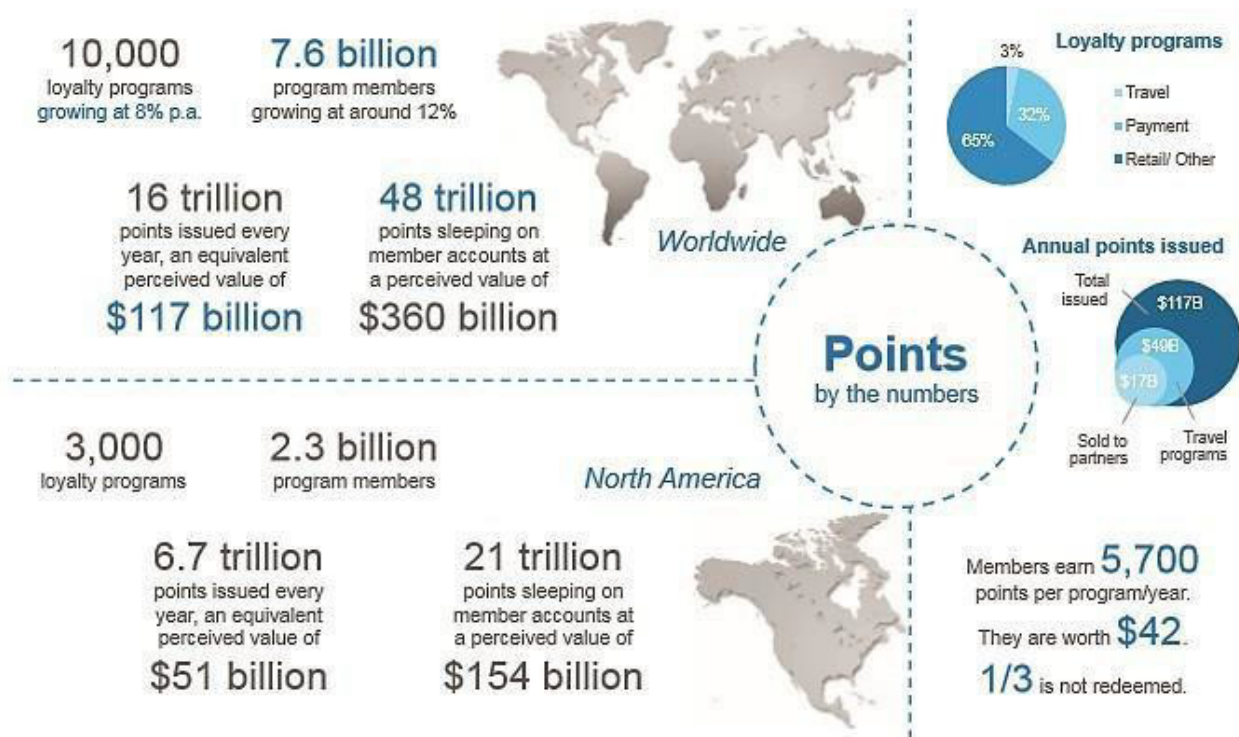 10,000
loyalty programs
growing at 8% p.a.
7.6 billion
program members
growing at around 12%
16 trillion
points issued every
year, an equivalent
perceived value of
$117 billion
48 trillion
points sleeping on
member accounts at
a perceived value of
$360 billion
Worldwide
Loyalty programs
3%
32%
65%
Travel
Payment
Retail/ Other
Annual points issued
Total
issued
$117B
$49B
$17B
Sold to
partners
Travel
programs
Points
by the numbers
3,000
loyalty programs
2.3 billion
program members
North America
6.7 trillion
points issued every
year, an equivalent
perceived value of
$51 billion
21 trillion
points sleeping on
member accounts at
a perceived value of
$154 billion
Members earn 5,700
points per program/year.
They are worth $42.
1/3 is not redeemed.